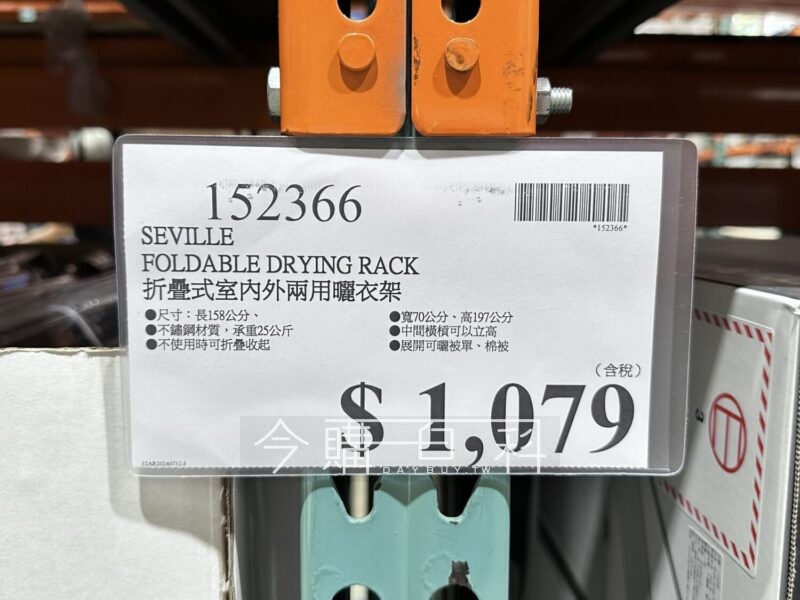 152366
*152366*
SEVILLE
FOLDABLE DRYING RACK
折疊式室內外兩用曬衣架
●尺寸：長158公分、
●寬70公分、高197公分
●不鏽鋼材質，承重25公斤
●中間橫槓可以立高
●不使用時可折疊收起
●展開可曬被單、棉被
(含稅)
$ 1,079
今購百科
DAYBUY.TW